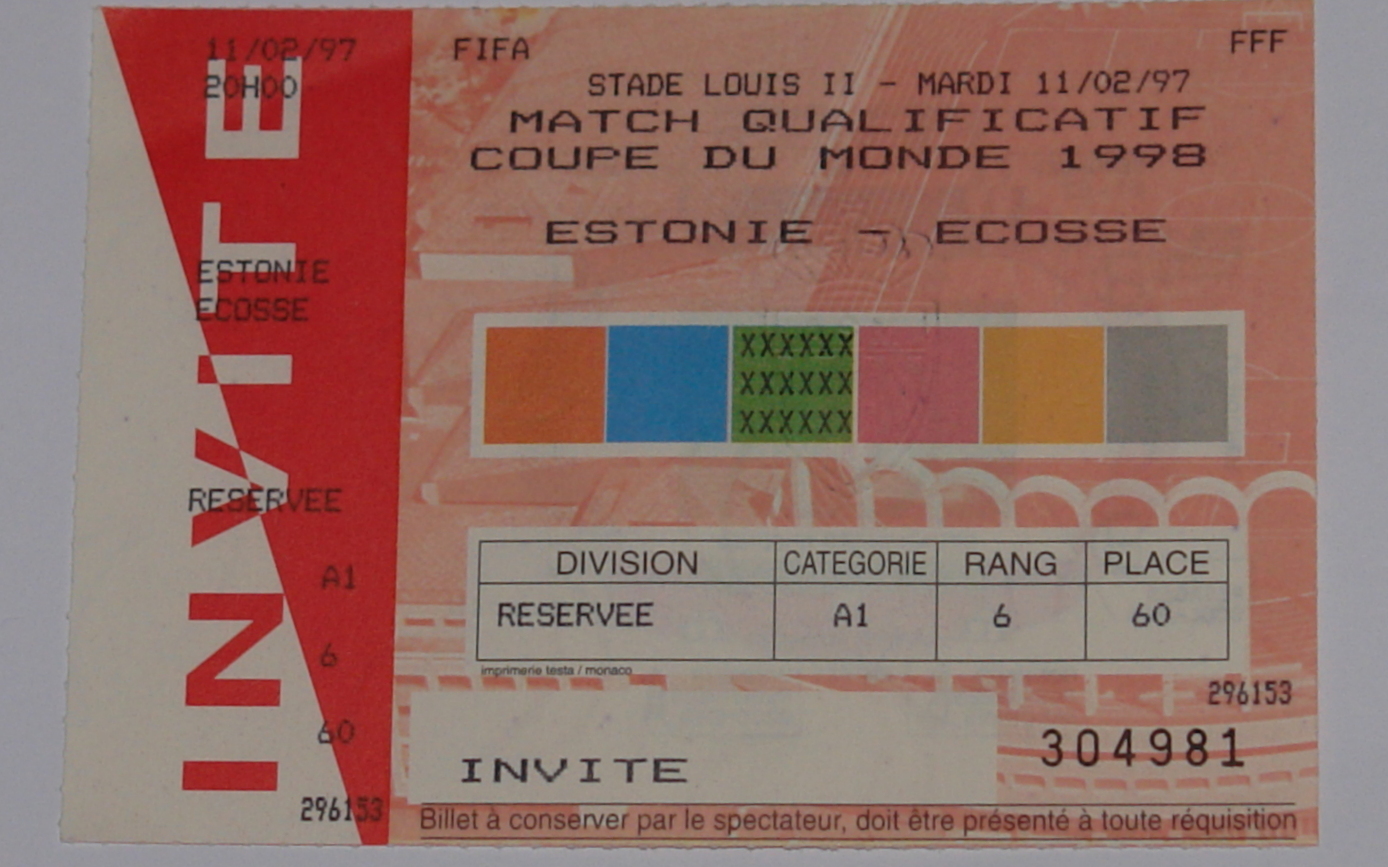 11/02/97
20H00
INVITE
ESTONIE
ECOSSE
RESERVEE
A1
6
60
296153
FIFA
FFF
STADE LOUIS II - MARDI 11/02/97
MATCH QUALIFICATIF
COUPE DU MONDE 1998
ESTONIE - ECOSSE
XXXXXX
XXXXXX
XXXXXX
DIVISION CATEGORIE RANG PLACE
RESERVEE A1 6 60
imprimerie testa / monaco
296153
304981
INVITE
Billet à conserver par le spectateur, doit être présenté à toute réquisition